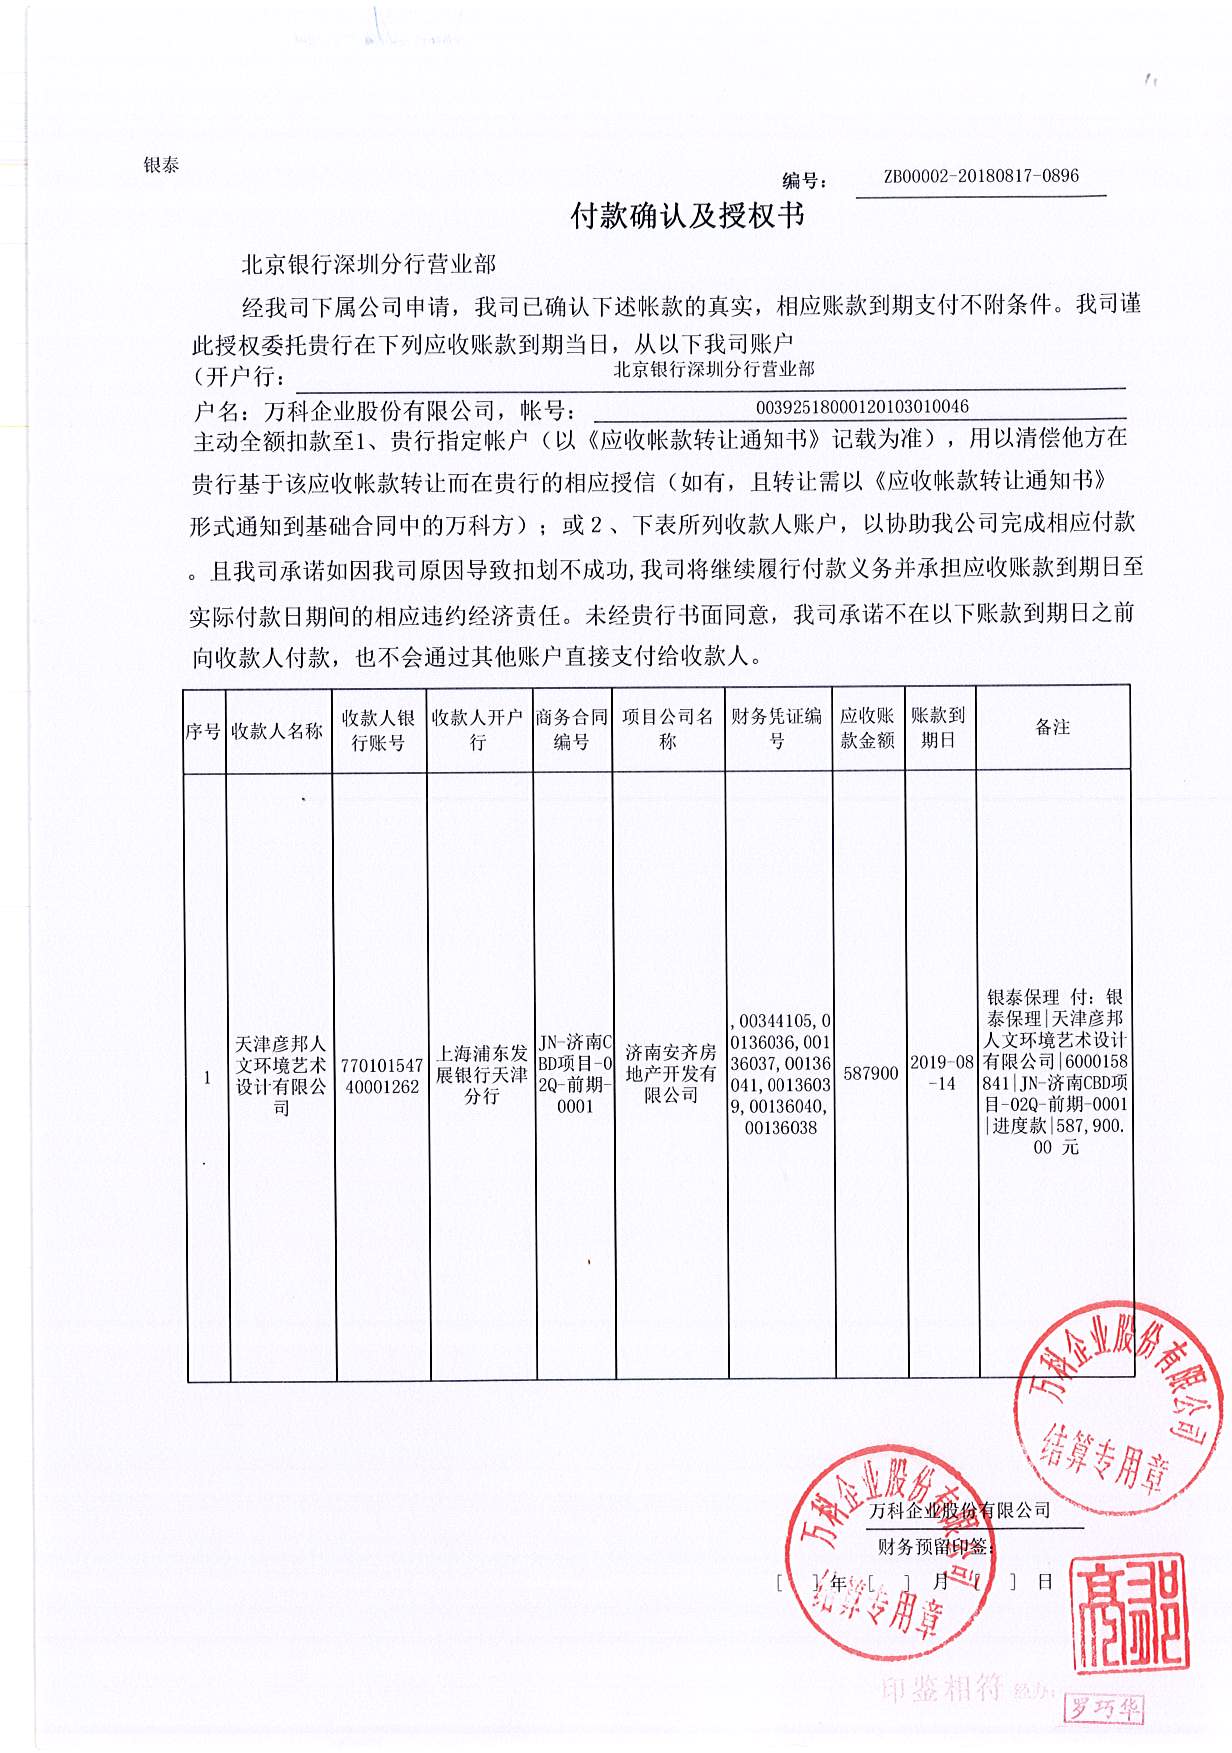 银泰
编号： ZB00002-20180817-0896
付款确认及授权书
北京银行深圳分行营业部
经我司下属公司申请，我司已确认下述帐款的真实，相应账款到期支付不附条件。我司谨
此授权委托贵行在下列应收账款到期当日，从以下我司账户
（开户行： 北京银行深圳分行营业部
户名：万科企业股份有限公司，帐号： 00392518000120103010046
主动全额扣款至1、贵行指定帐户（以《应收帐款转让通知书》记载为准），用以清偿他方在
贵行基于该应收帐款转让而在贵行的相应授信（如有，且转让需以《应收帐款转让通知书》
形式通知到基础合同中的万科方）；或 2 、下表所列收款人账户，以协助我公司完成相应付款
。且我司承诺如因我司原因导致扣划不成功,我司将继续履行付款义务并承担应收账款到期日至
实际付款日期间的相应违约经济责任。未经贵行书面同意，我司承诺不在以下账款到期日之前
向收款人付款，也不会通过其他账户直接支付给收款人。
序号
收款人名称
收款人银
行账号
收款人开户
行
商务合同
编号
项目公司名
称
财务凭证编
号
应收账
款金额
账款到
期日
备注
1
天津彦邦人
文环境艺术
设计有限公
司
770101547
40001262
上海浦东发
展银行天津
分行
JN-济南C
BD项目-0
2Q-前期-
0001
济南安齐房
地产开发有
限公司
,00344105,0
0136036,001
36037,00136
041,0013603
9,00136040,
00136038
587900
2019-08
-14
银泰保理 付：银
泰保理|天津彦邦
人文环境艺术设计
有限公司|6000158
841|JN-济南CBD项
目-02Q-前期-0001
|进度款|587,900.
00 元
万科企业股份有限公司
结算专用章
万科企业股份有限公司
结算专用章
万科企业股份有限公司
财务预留印签：
[ ] 年 [ ] 月 [ ] 日
印鉴相符 经办：
罗巧华